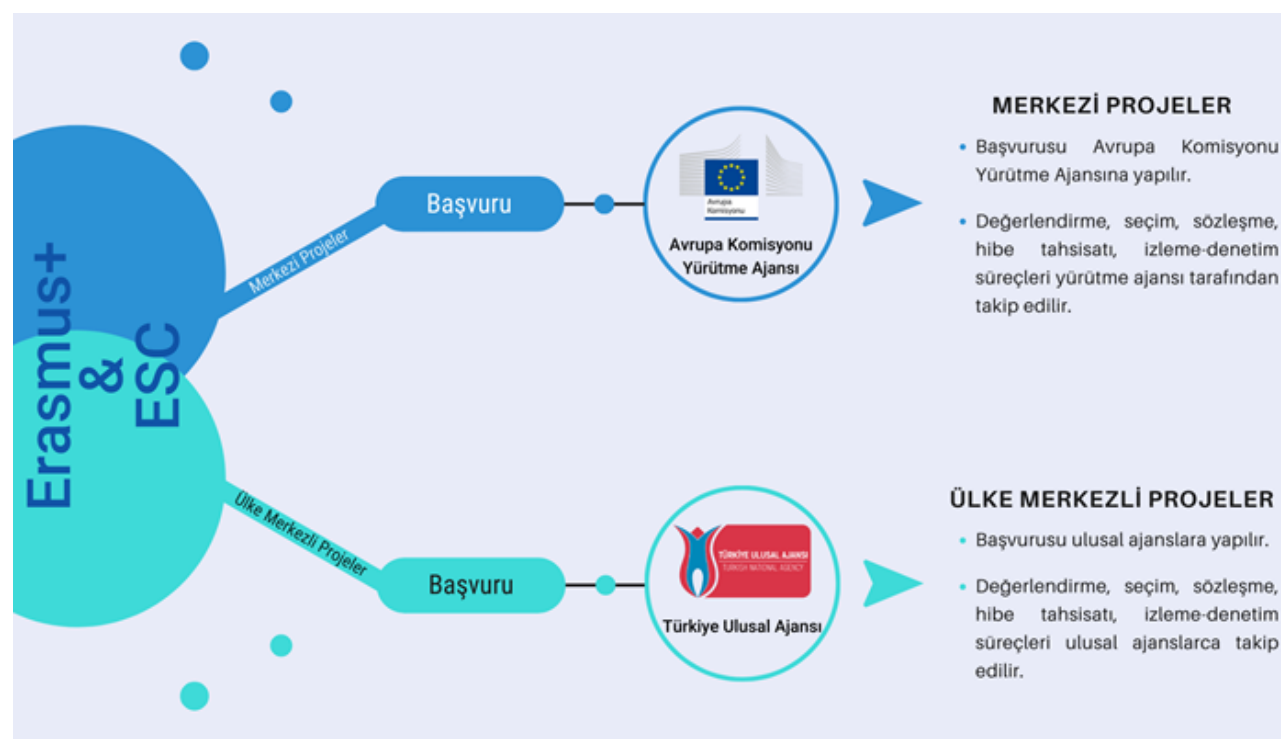 Erasmus+
&
ESC
Merkezi Projeler
Başvuru
Avrupa
Komisyonu
Avrupa Komisyonu
Yürütme Ajansı
MERKEZİ PROJELER
• Başvurusu Avrupa Komisyonu
Yürütme Ajansına yapılır.
• Değerlendirme, seçim, sözleşme,
hibe tahsisatı, izleme-denetim
süreçleri yürütme ajansı tarafından
takip edilir.
Ülke Merkezli Projeler
Başvuru
TÜRKİYE ULUSAL AJANSI
TURKISH NATIONAL AGENCY
Türkiye Ulusal Ajansı
ÜLKE MERKEZLİ PROJELER
• Başvurusu ulusal ajanslara yapılır.
• Değerlendirme, seçim, sözleşme,
hibe tahsisatı, izleme-denetim
süreçleri ulusal ajanslarca takip
edilir.